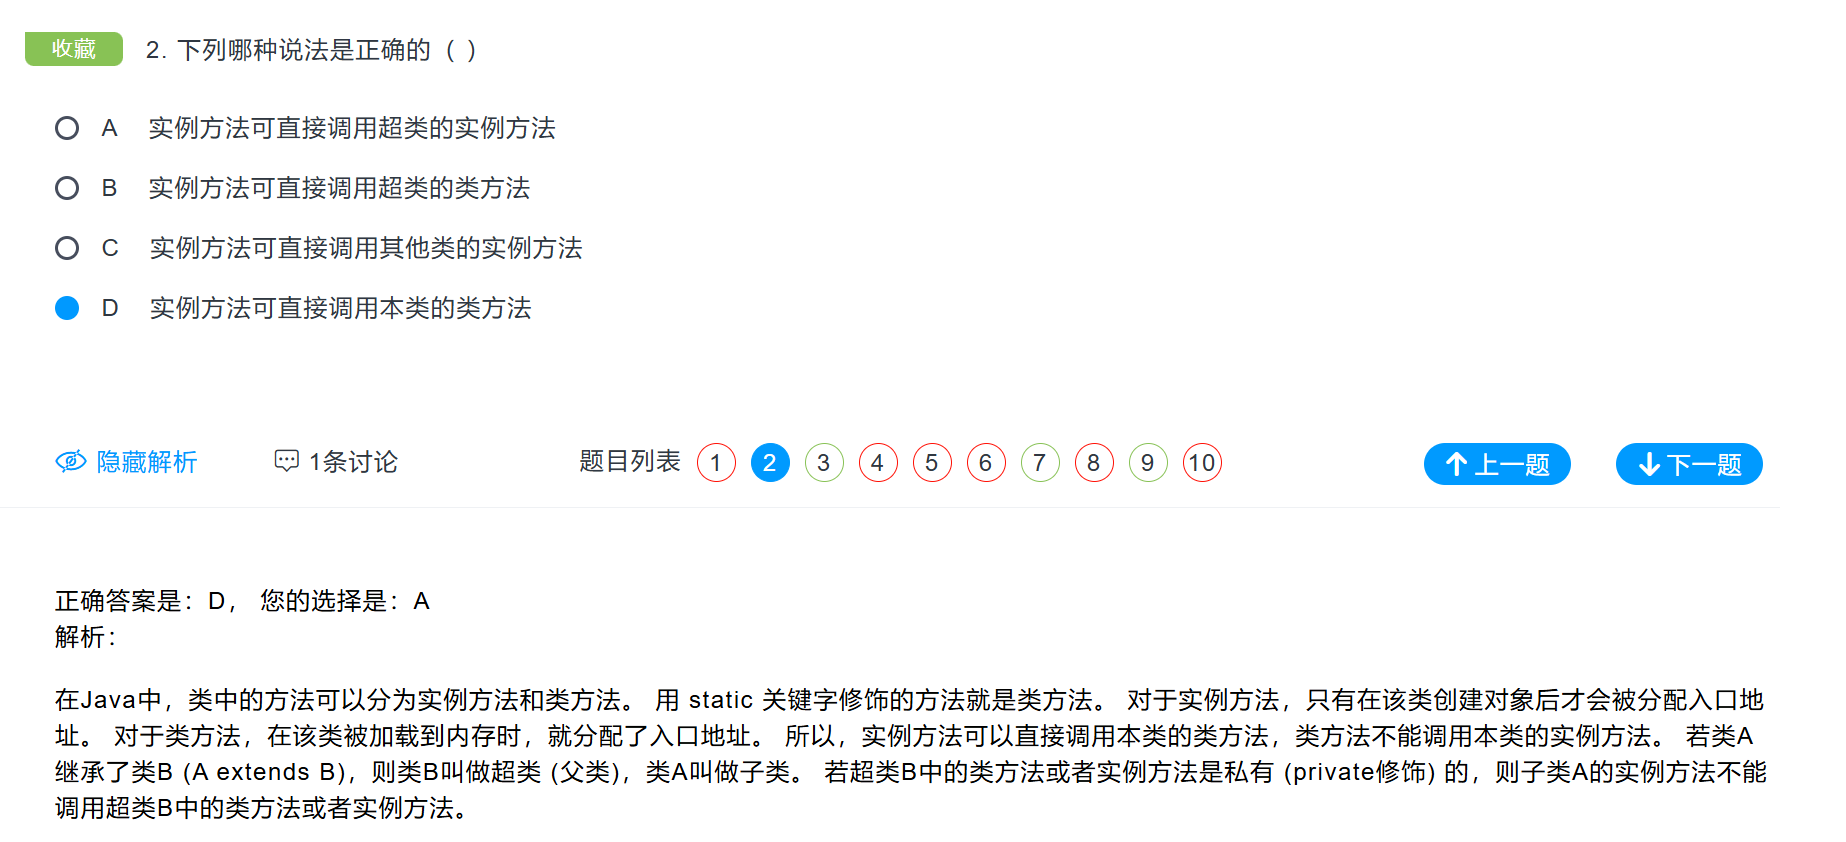 收藏 2. 下列哪种说法是正确的（ ）
A 实例方法可直接调用超类的实例方法
B 实例方法可直接调用超类的类方法
C 实例方法可直接调用其他类的实例方法
D 实例方法可直接调用本类的类方法
隐藏解析 1条讨论 题目列表 1 2 3 4 5 6 7 8 9 10 上一题 下一题
正确答案是：D， 您的选择是：A
解析：
在Java中，类中的方法可以分为实例方法和类方法。 用 static 关键字修饰的方法就是类方法。 对于实例方法，只有在该类创建对象后才会被分配入口地
址。 对于类方法，在该类被加载到内存时，就分配了入口地址。 所以，实例方法可以直接调用本类的类方法，类方法不能调用本类的实例方法。 若类A
继承了类B (A extends B)，则类B叫做超类 (父类)，类A叫做子类。 若超类B中的类方法或者实例方法是私有 (private修饰) 的，则子类A的实例方法不能
调用超类B中的类方法或者实例方法。